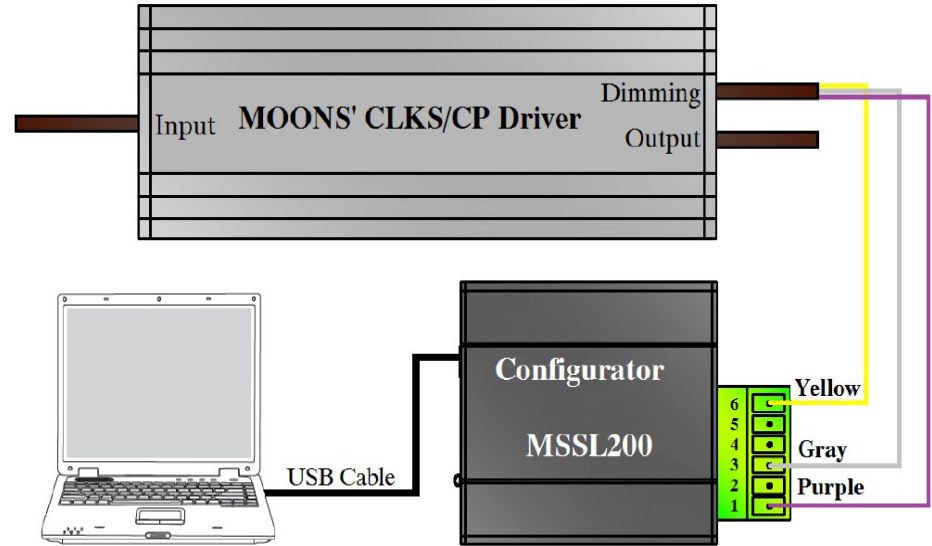 Dimming
Input MOONS' CLKS/CP Driver
Output
Configurator
MSSL200
USB Cable
6 Yellow
5
4
3 Gray
2
1 Purple